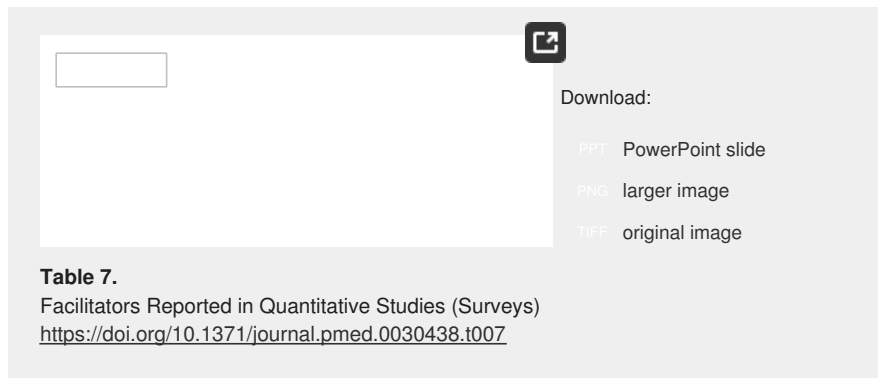 Download:
PPT PowerPoint slide
PNG larger image
TIFF original image
Table 7.
Facilitators Reported in Quantitative Studies (Surveys)
https://doi.org/10.1371/journal.pmed.0030438.t007